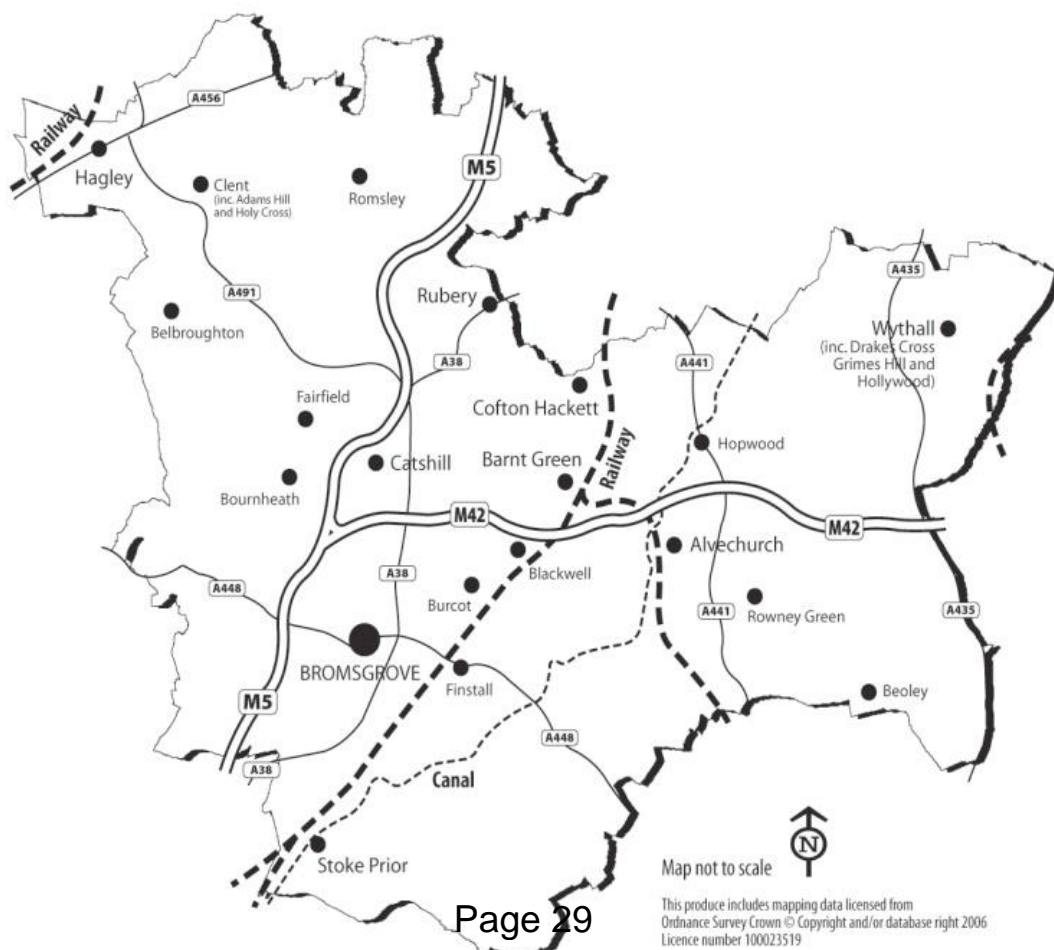 A456
Railway
Hagley
Clent
(inc. Adams Hill
and Holy Cross)
Romsley
M5
A435
A491
Rubery
Belbroughton
Wythall
(inc. Drakes Cross
Grimes Hill and
Hollywood)
A38
A441
Cofton Hackett
Fairfield
Railway
Hopwood
Catshill
Barnt Green
Bournheath
M42
M42
Alvechurch
Blackwell
A38
A448
Burcot
A441
Rowney Green
A435
BROMSGROVE
Finstall
Beoley
M5
A448
A38
Canal
N
Stoke Prior
Map not to scale
This produce includes mapping data licensed from
Ordnance Survey Crown © Copyright and/or database right 2006
Licence number 100023519
Page 29